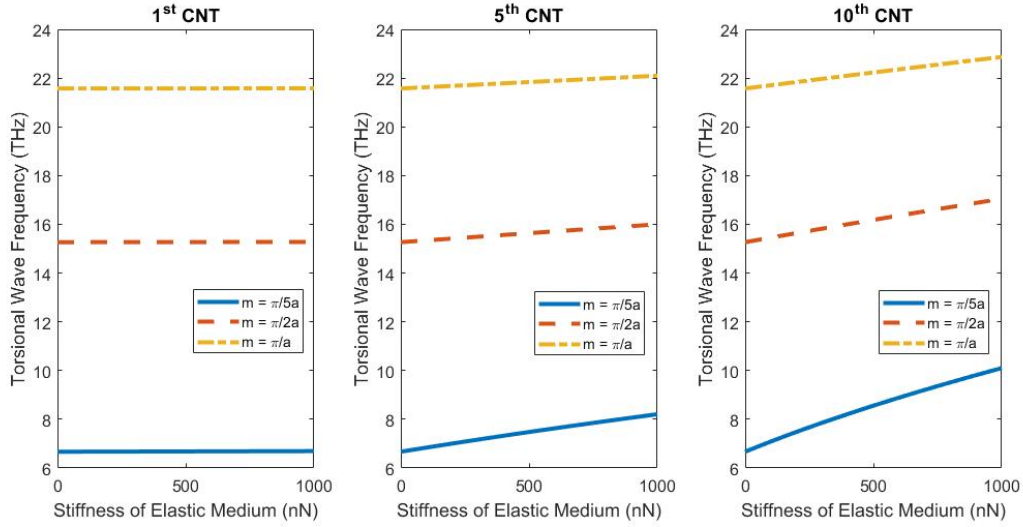 1st CNT
Torsional Wave Frequency (THz)
24
22
20
18
16
14
12
10
8
6
m = π/5a
m = π/2a
m = π/a
0
500
1000
Stiffness of Elastic Medium (nN)
5th CNT
Torsional Wave Frequency (THz)
24
22
20
18
16
14
12
10
8
6
m = π/5a
m = π/2a
m = π/a
0
500
1000
Stiffness of Elastic Medium (nN)
10th CNT
Torsional Wave Frequency (THz)
24
22
20
18
16
14
12
10
8
6
m = π/5a
m = π/2a
m = π/a
0
500
1000
Stiffness of Elastic Medium (nN)